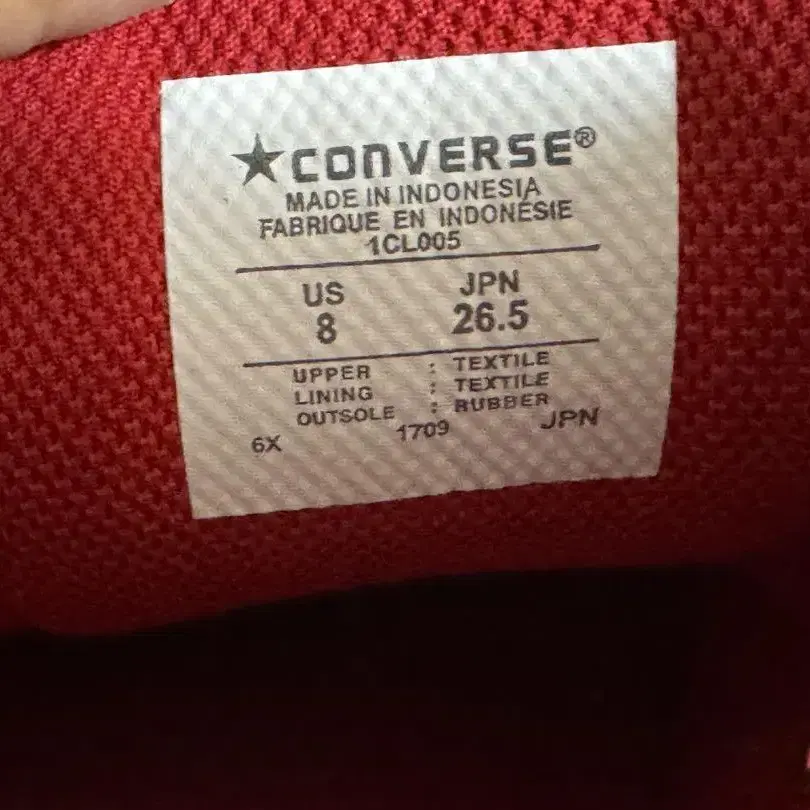 ★CONVERSE®
MADE IN INDONESIA
FABRIQUE EN INDONÉSIE
1CL005
US JPN
8 26.5
UPPER : TEXTILE
LINING : TEXTILE
OUTSOLE : RUBBER
6X 1709 JPN